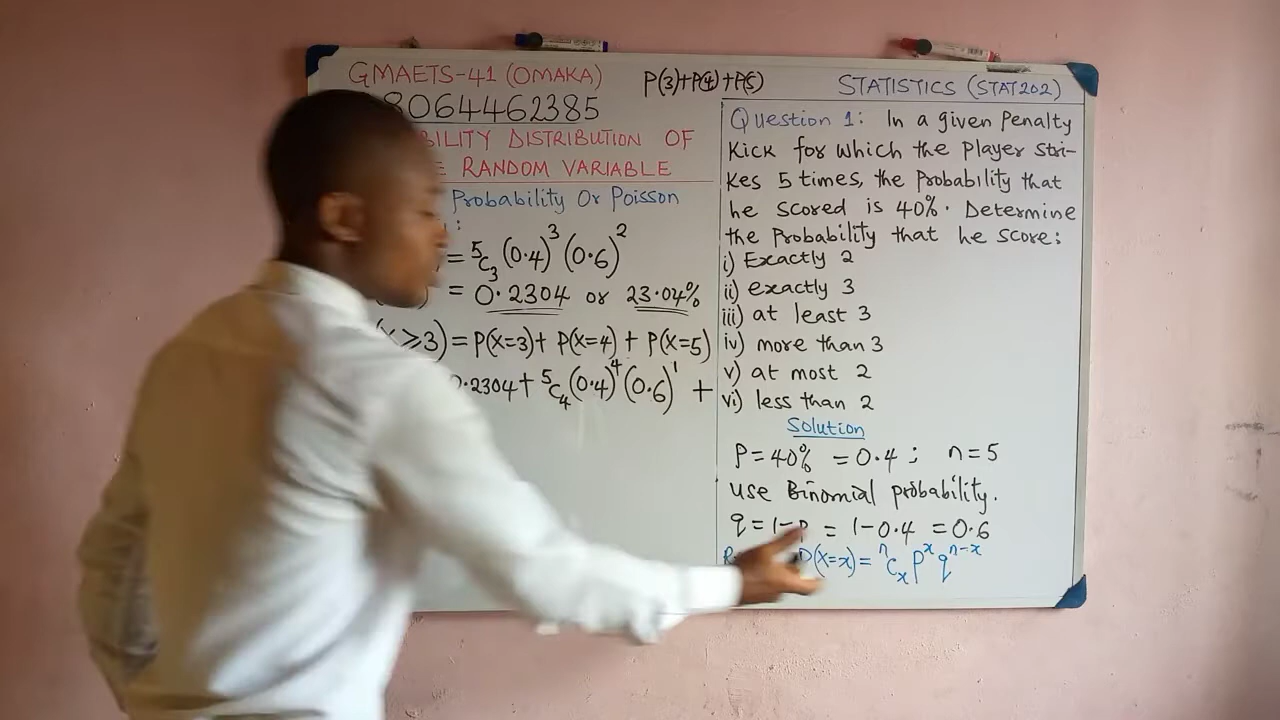 GMAETS-41 (OMAKA)
8064462385
P(3)+P(4)+P(5)
STATISTICS (STAT202)
BILITY DISTRIBUTION OF
RANDOM VARIABLE
Probability Or Poisson
:
= ⁵C₃ (0.4)³ (0.6)²
= 0.2304 or 23.04%
(X ≥3) = P(X=3) + P(X=4) + P(X=5)
0.2304 + ⁵C₄ (0.4)⁴ (0.6)¹ +
Question 1: In a given Penalty
Kick for which the Player Stri-
Kes 5 times, the Probability that
he Scored is 40%. Determine
the Probability that he Score:
i) Exactly 2
ii) exactly 3
iii) at least 3
iv) more than 3
v) at most 2
vi) less than 2
Solution
P = 40% = 0.4 ; n = 5
Use Binomial probability.
q = 1-P = 1-0.4 = 0.6
P(X=x) = ⁿCₓ Pˣ qⁿ⁻ˣ